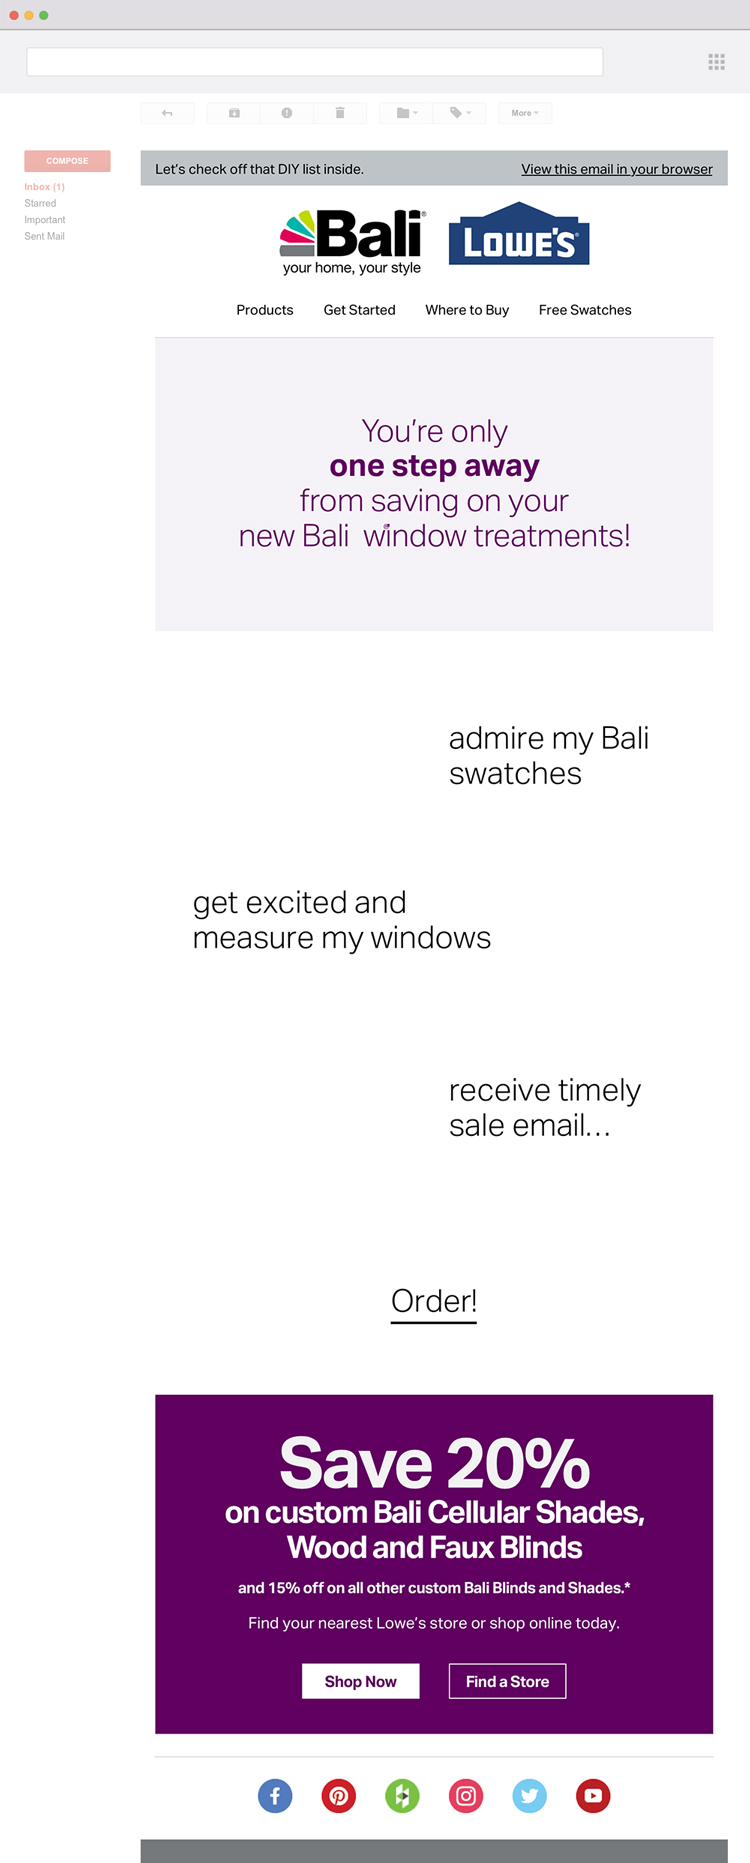 COMPOSE
Inbox (1)
Starred
Important
Sent Mail
More
Let's check off that DIY list inside.
View this email in your browser
Bali®
your home, your style
LOWE'S®
Products
Get Started
Where to Buy
Free Swatches
You're only
one step away
from saving on your
new Bali® window treatments!
admire my Bali
swatches
get excited and
measure my windows
receive timely
sale email…
Order!
Save 20%
on custom Bali Cellular Shades,
Wood and Faux Blinds
and 15% off on all other custom Bali Blinds and Shades.*
Find your nearest Lowe's store or shop online today.
Shop Now
Find a Store